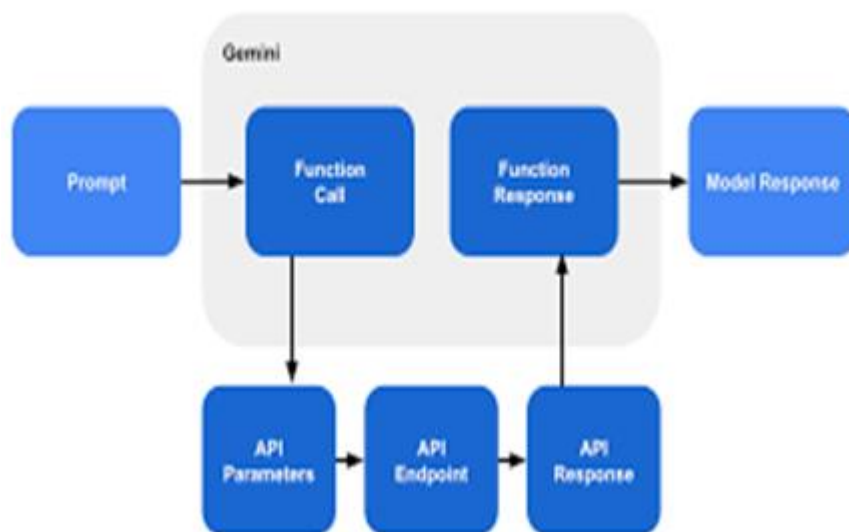 Gemini
Prompt
Function
Call
Function
Response
Model Response
API
Parameters
API
Endpoint
API
Response